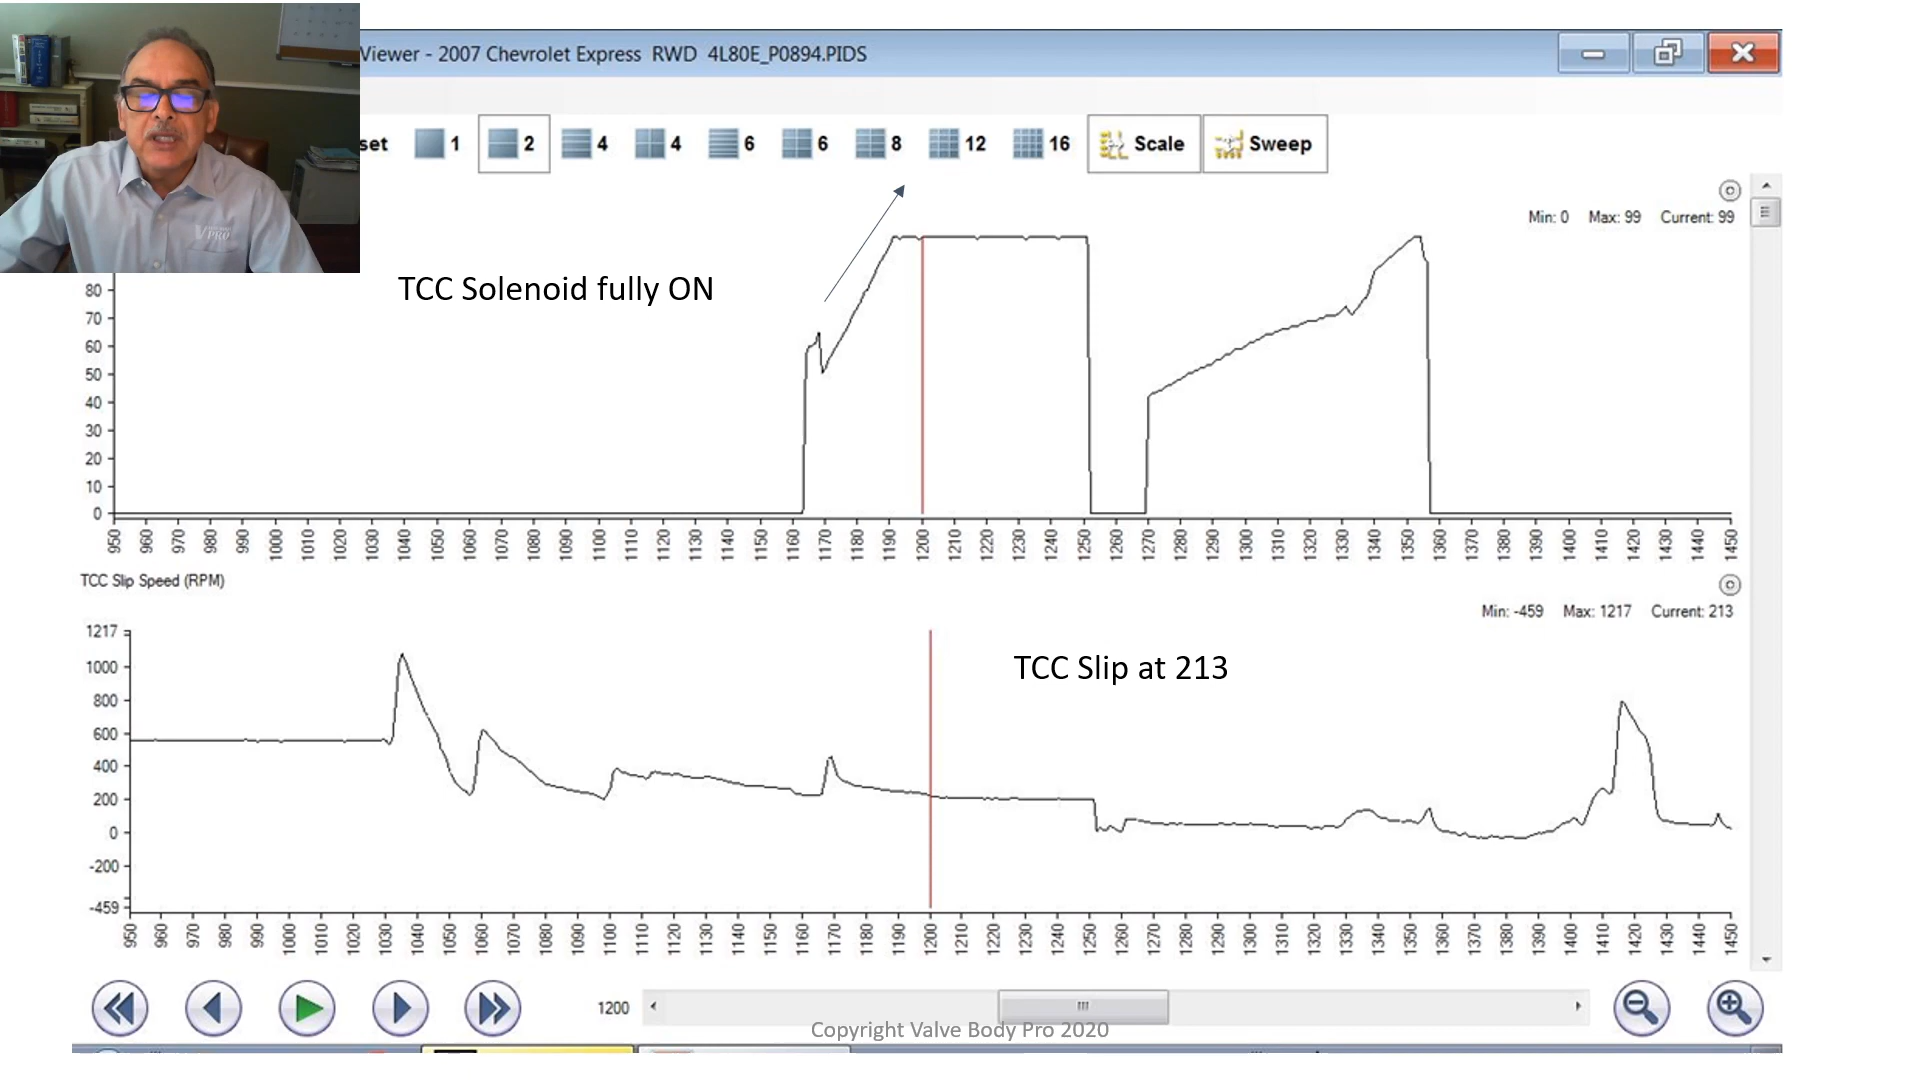 Viewer - 2007 Chevrolet Express RWD 4L80E_P0894.PIDS
set 1 2 4 4 6 6 8 12 16 Scale Sweep
Min: 0 Max: 99 Current: 99
PRO
TCC Solenoid fully ON
80
70
60
50
40
30
20
10
0
950 960 970 980 990 1000 1010 1020 1030 1040 1050 1060 1070 1080 1090 1100 1110 1120 1130 1140 1150 1160 1170 1180 1190 1200 1210 1220 1230 1240 1250 1260 1270 1280 1290 1300 1310 1320 1330 1340 1350 1360 1370 1380 1390 1400 1410 1420 1430 1440 1450
TCC Slip Speed (RPM)
Min: -459 Max: 1217 Current: 213
TCC Slip at 213
1217
1000
800
600
400
200
0
-200
-459
950 960 970 980 990 1000 1010 1020 1030 1040 1050 1060 1070 1080 1090 1100 1110 1120 1130 1140 1150 1160 1170 1180 1190 1200 1210 1220 1230 1240 1250 1260 1270 1280 1290 1300 1310 1320 1330 1340 1350 1360 1370 1380 1390 1400 1410 1420 1430 1440 1450
1200
Copyright Valve Body Pro 2020